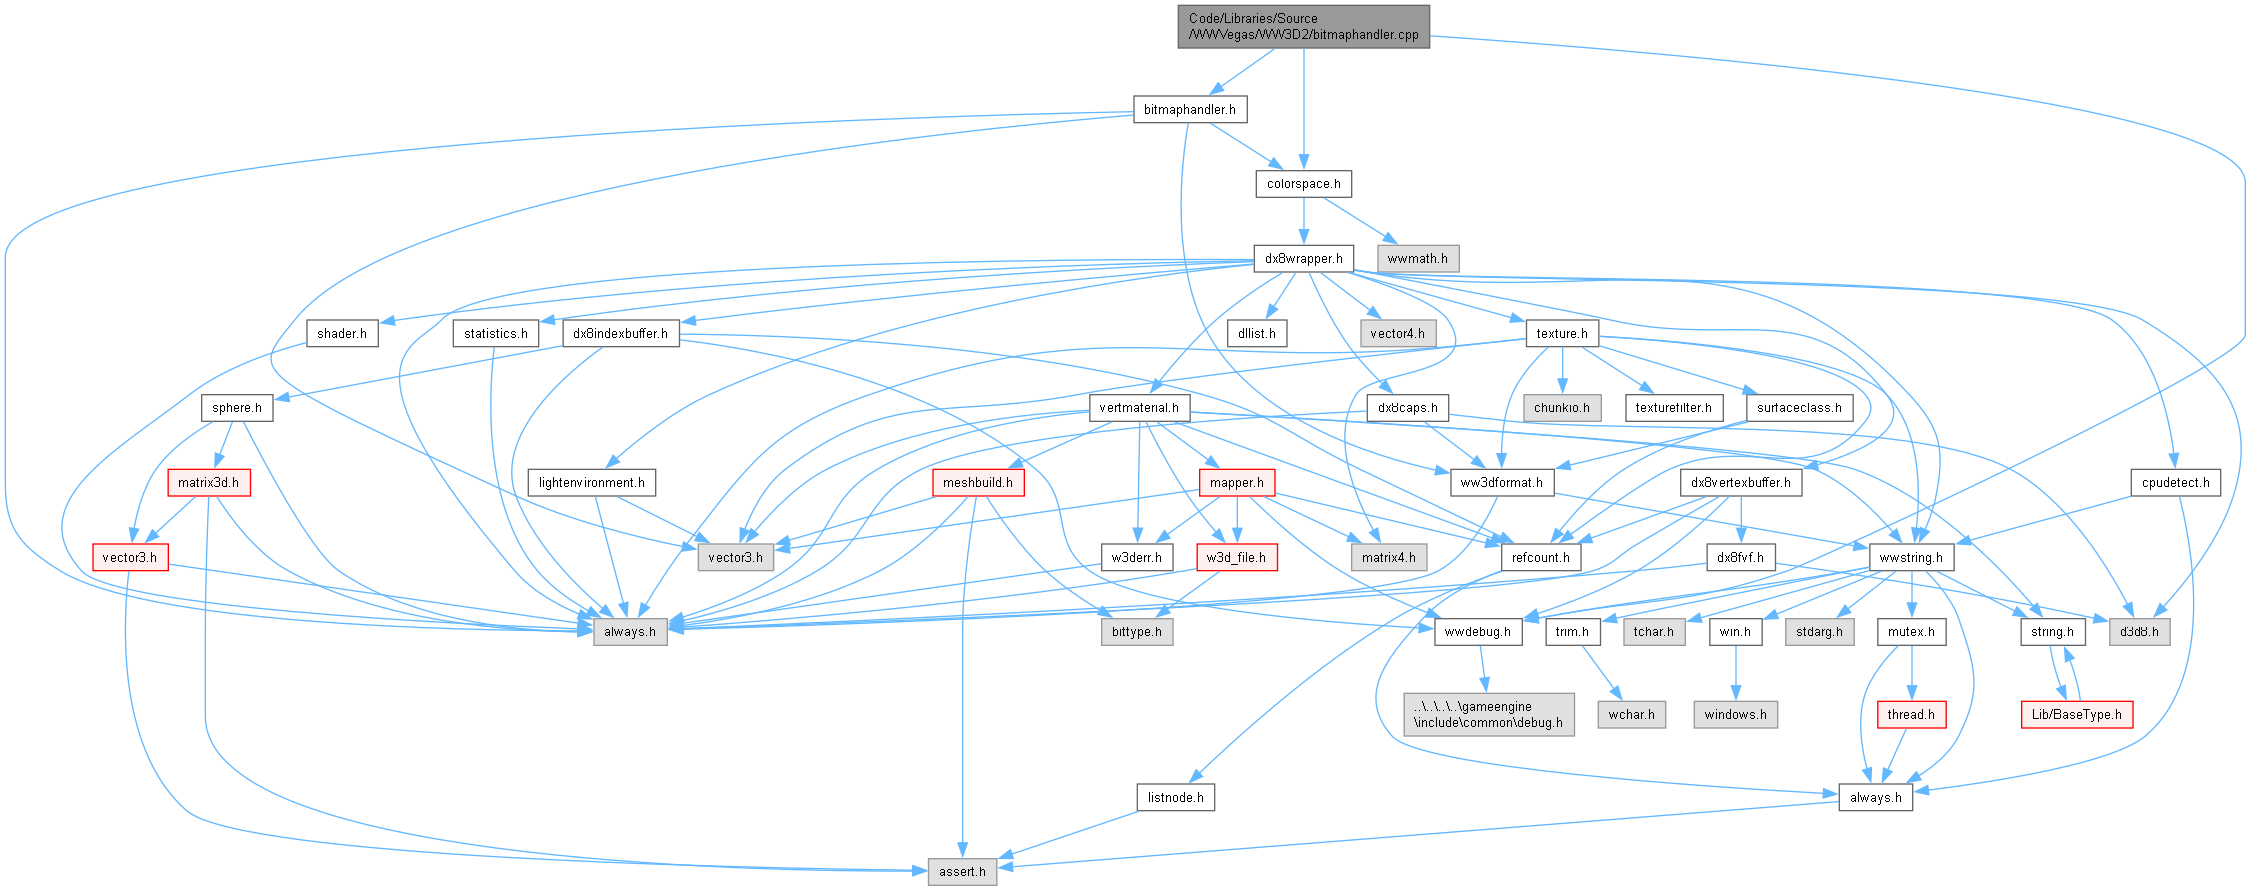 Code/Libraries/Source
/WWVegas/WW3D2/bitmaphandler.cpp
bitmaphandler.h
colorspace.h
dx8wrapper.h
wwmath.h
shader.h
statistics.h
dx8indexbuffer.h
dllist.h
vector4.h
texture.h
sphere.h
vertmaterial.h
dx8caps.h
chunkio.h
texturefilter.h
surfaceclass.h
matrix3d.h
lightenvironment.h
meshbuild.h
mapper.h
ww3dformat.h
dx8vertexbuffer.h
cpudetect.h
vector3.h
vector3.h
w3derr.h
w3d_file.h
matrix4.h
refcount.h
dx8fvf.h
wwstring.h
always.h
bittype.h
wwdebug.h
trim.h
tchar.h
win.h
stdarg.h
mutex.h
string.h
d3d8.h
..\..\..\..\gameengine
\include\common\debug.h
wchar.h
windows.h
thread.h
Lib/BaseType.h
listnode.h
always.h
assert.h